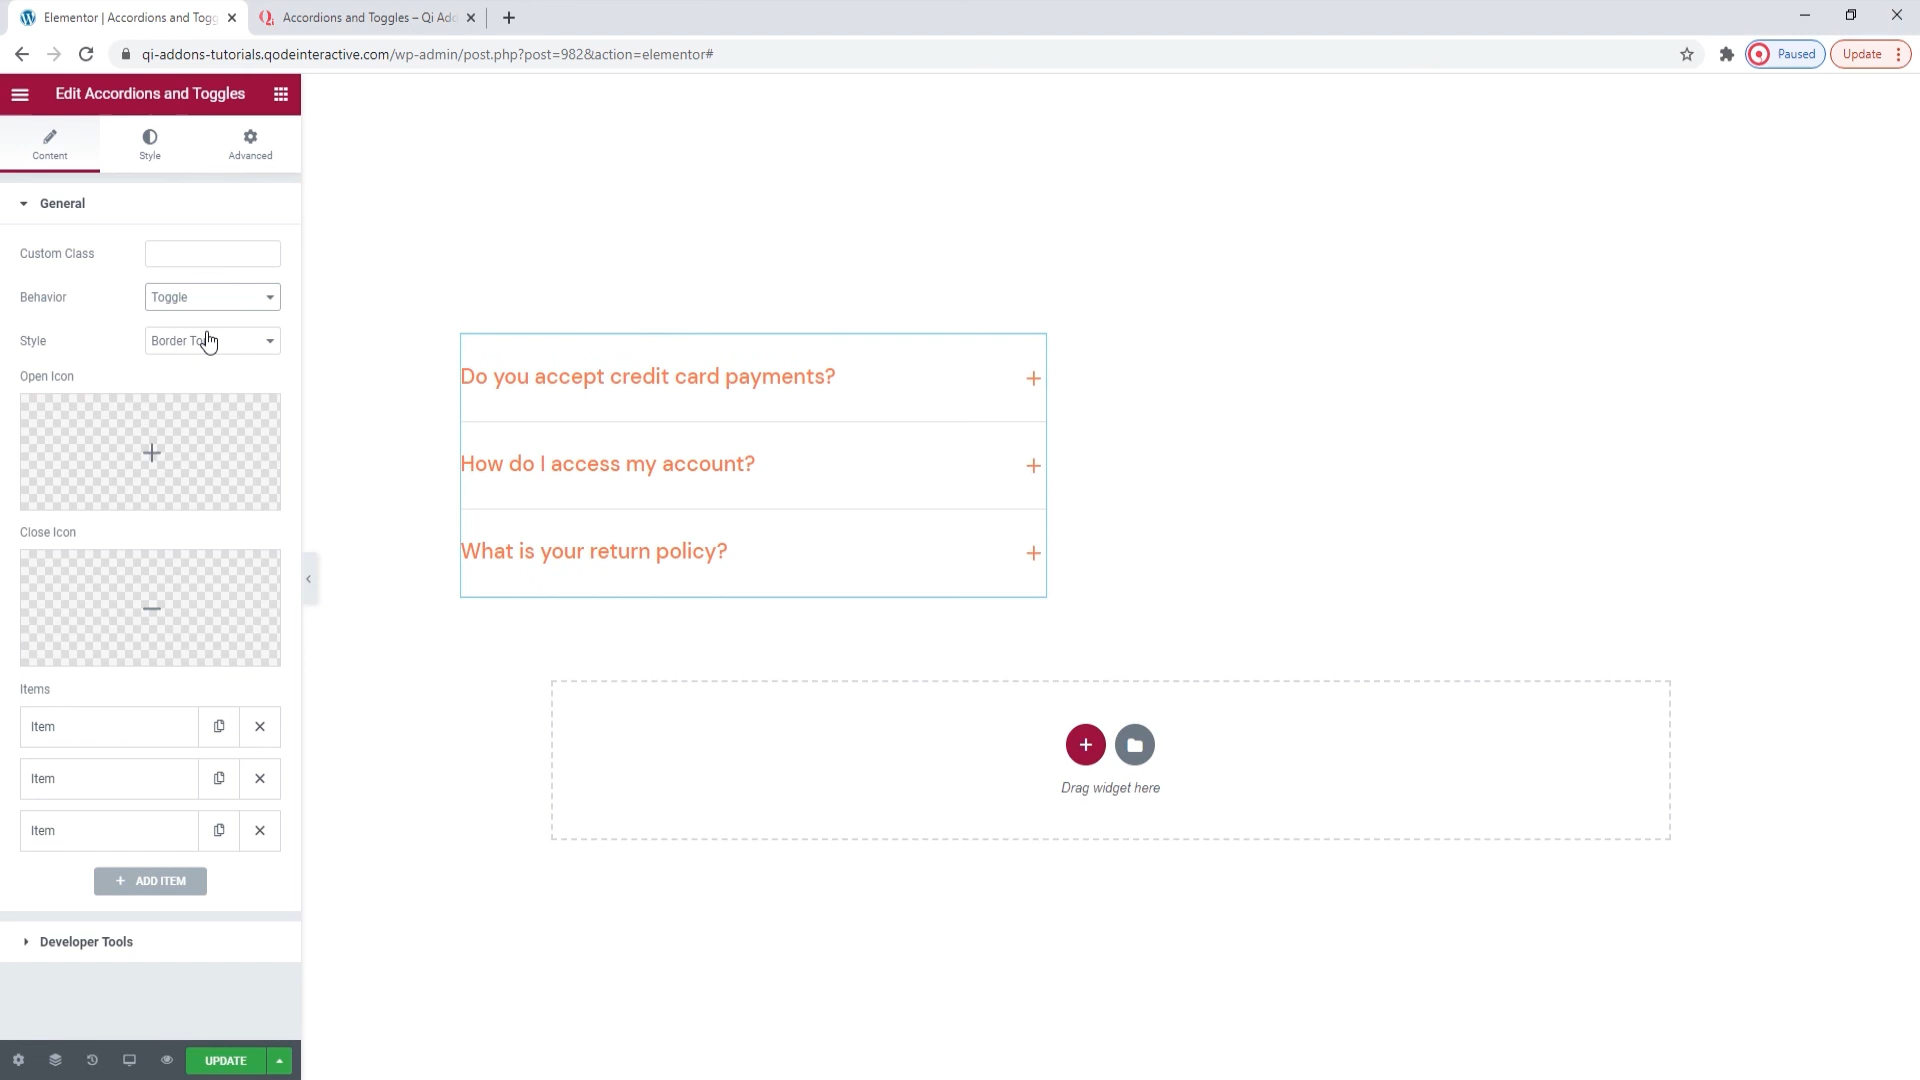 Elementor | Accordions and Togg
Accordions and Toggles – Qi Add
qi-addons-tutorials.qodeinteractive.com/wp-admin/post.php?post=982&action=elementor#
Paused
Update
Edit Accordions and Toggles
Content
Style
Advanced
General
Custom Class
Behavior
Toggle
Style
Border
Open Icon
Close Icon
Items
Item
Item
Item
+ ADD ITEM
Developer Tools
UPDATE
Do you accept credit card payments?
How do I access my account?
What is your return policy?
Drag widget here